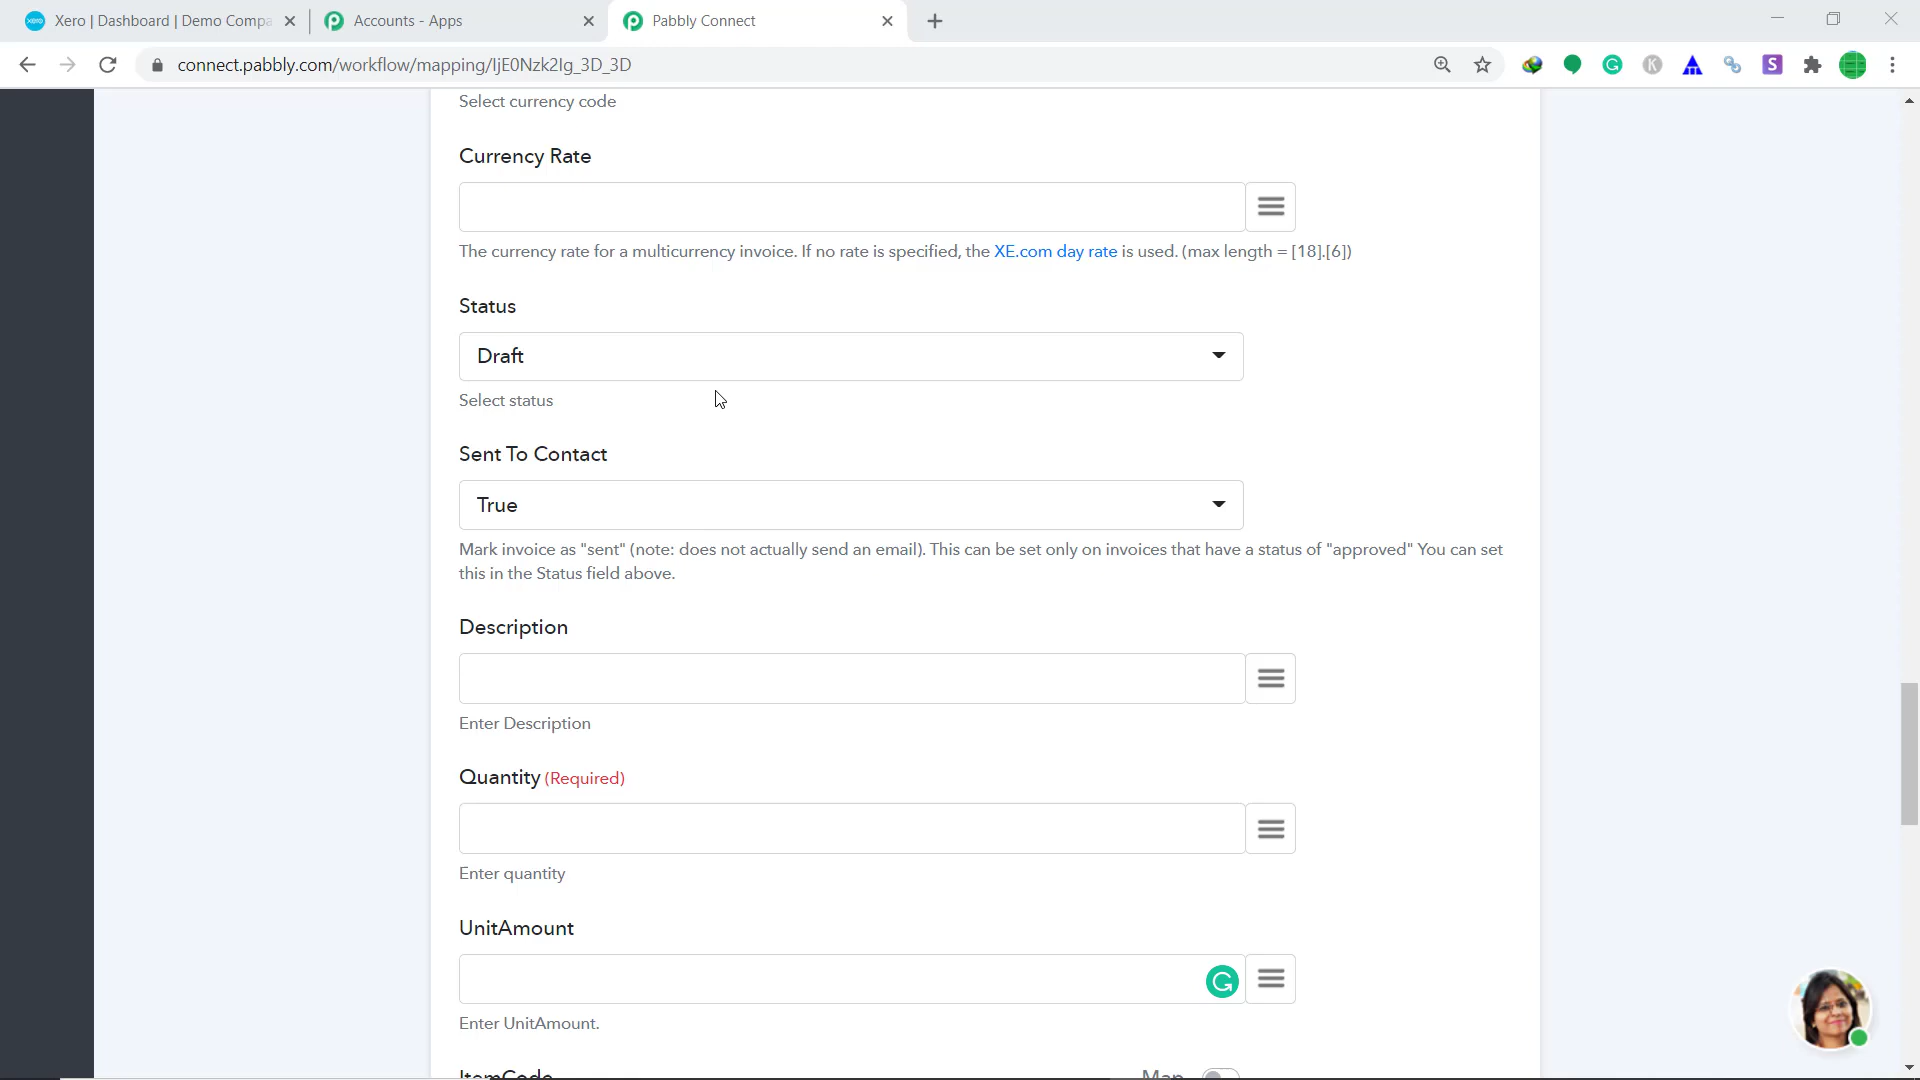 Xero | Dashboard | Demo Compa
Accounts - Apps
Pabbly Connect
connect.pabbly.com/workflow/mapping/IjE0Nzk2Ig_3D_3D
Select currency code
Currency Rate
The currency rate for a multicurrency invoice. If no rate is specified, the XE.com day rate is used. (max length = [18].[6])
Status
Draft
Select status
Sent To Contact
True
Mark invoice as "sent" (note: does not actually send an email). This can be set only on invoices that have a status of "approved" You can set
this in the Status field above.
Description
Enter Description
Quantity (Required)
Enter quantity
UnitAmount
Enter UnitAmount.
ItemCode
Map